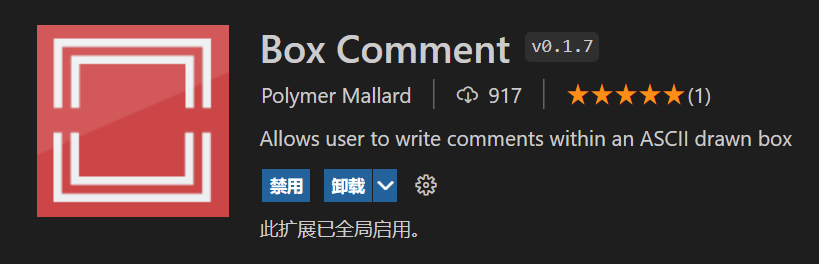 Box Comment v0.1.7
Polymer Mallard 917 ★★★★★(1)
Allows user to write comments within an ASCII drawn box
禁用 卸载
此扩展已全局启用。